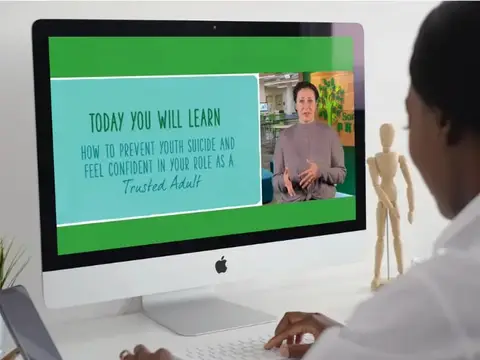 TODAY YOU WILL LEARN
HOW TO PREVENT YOUTH SUICIDE AND
FEEL CONFIDENT IN YOUR ROLE AS A
Trusted Adult